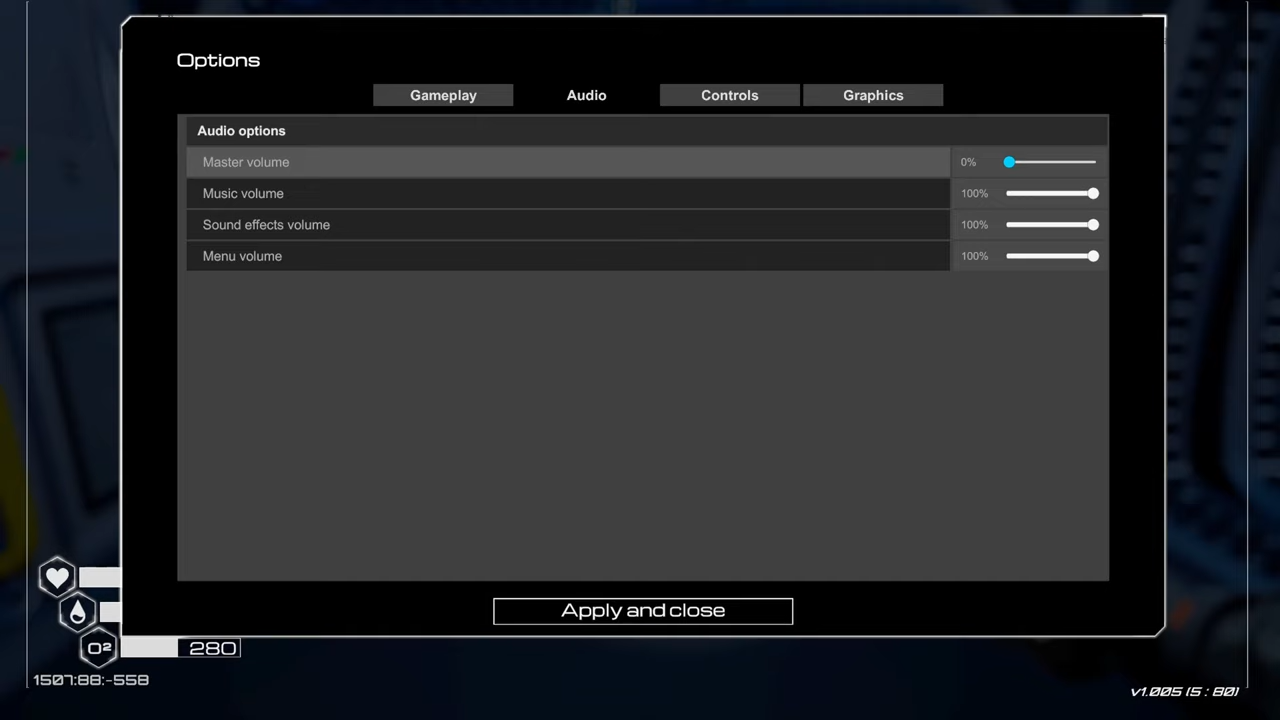 Options
Gameplay
Audio
Controls
Graphics
Audio options
Master volume
0%
Music volume
100%
Sound effects volume
100%
Menu volume
100%
Apply and close
O²
280
1507:88:-558
v1.005 (5 : 80)